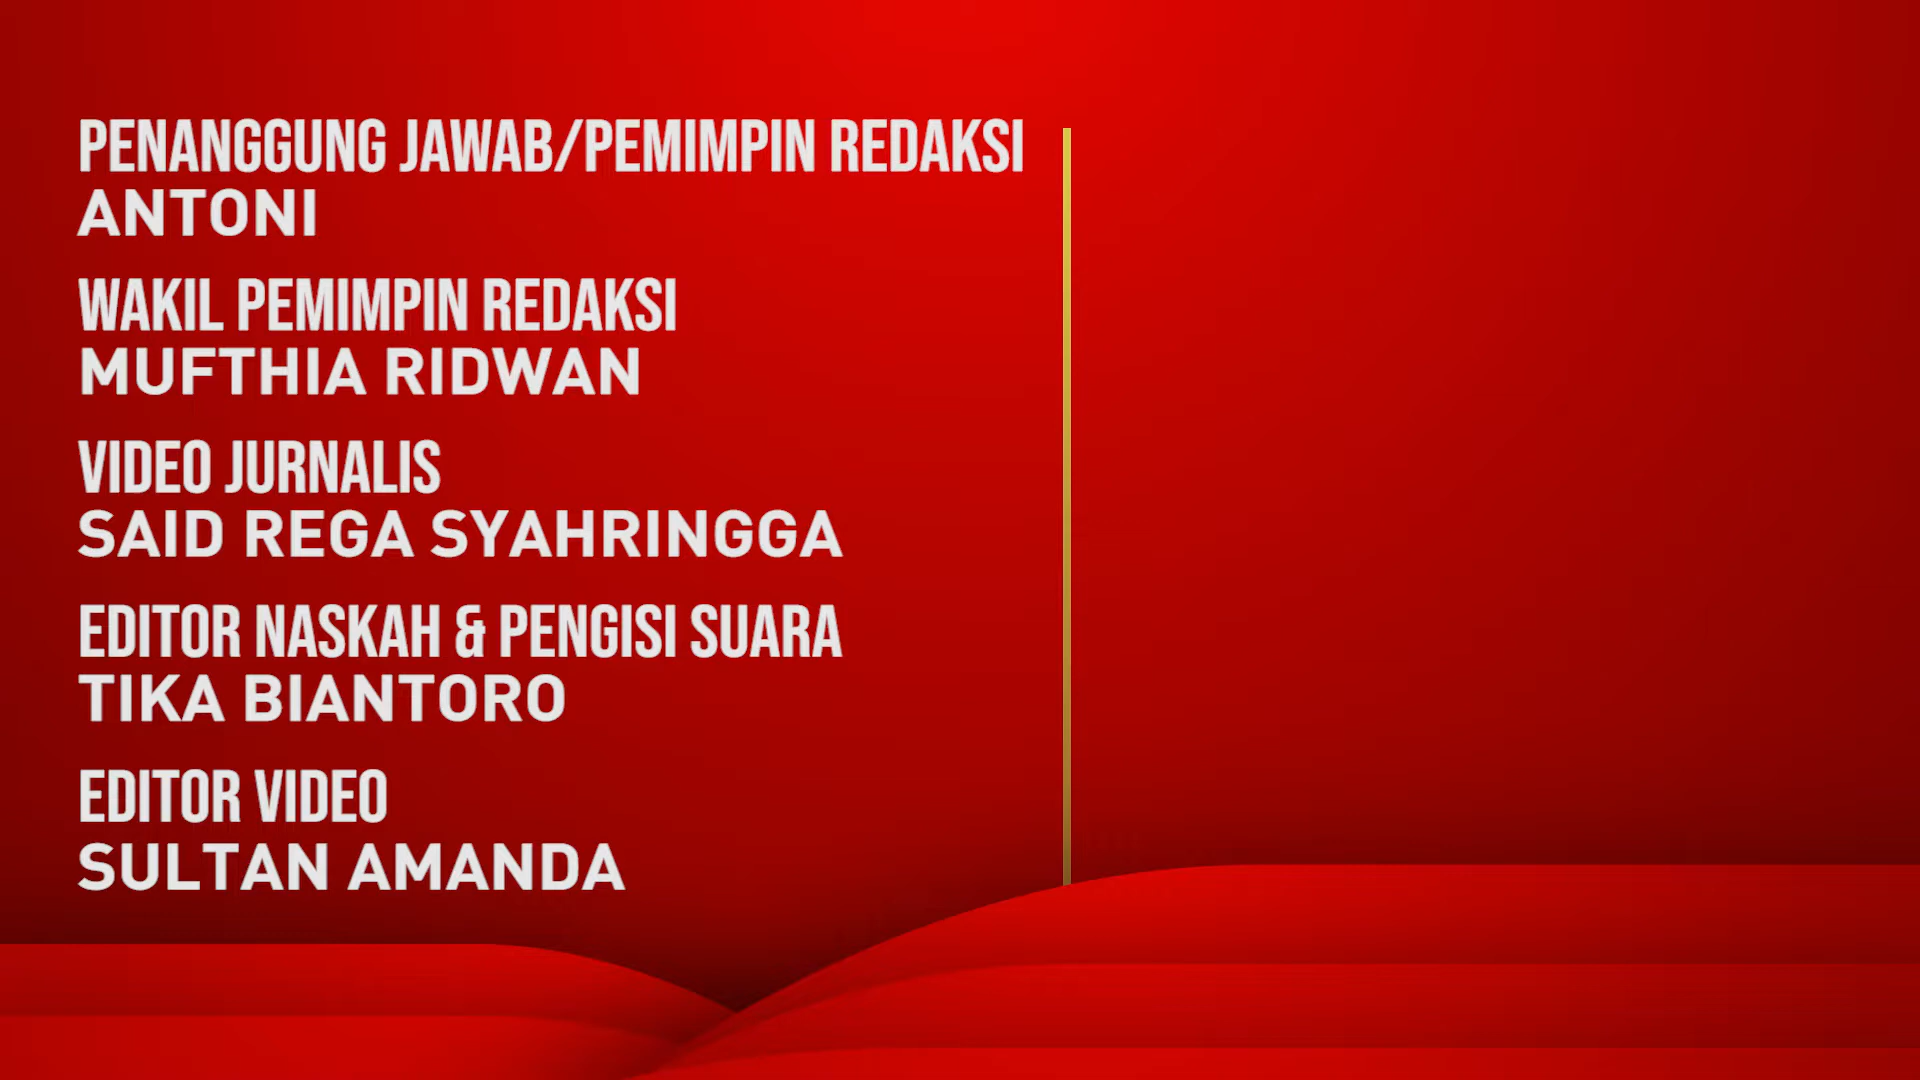 PENANGGUNG JAWAB/PEMIMPIN REDAKSI
ANTONI
WAKIL PEMIMPIN REDAKSI
MUFTHIA RIDWAN
VIDEO JURNALIS
SAID REGA SYAHRINGGA
EDITOR NASKAH & PENGISI SUARA
TIKA BIANTORO
EDITOR VIDEO
SULTAN AMANDA